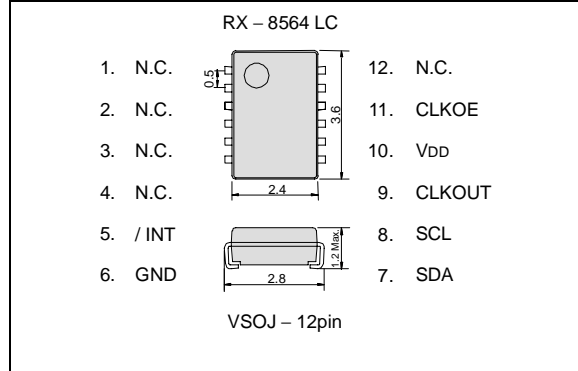 RX – 8564 LC
1. N.C. 12. N.C.
0.5
2. N.C. 11. CLKOE
3.6
3. N.C. 10. VDD
4. N.C. 9. CLKOUT
2.4
5. / INT 8. SCL
1.2 Max.
6. GND 7. SDA
2.8
VSOJ – 12pin